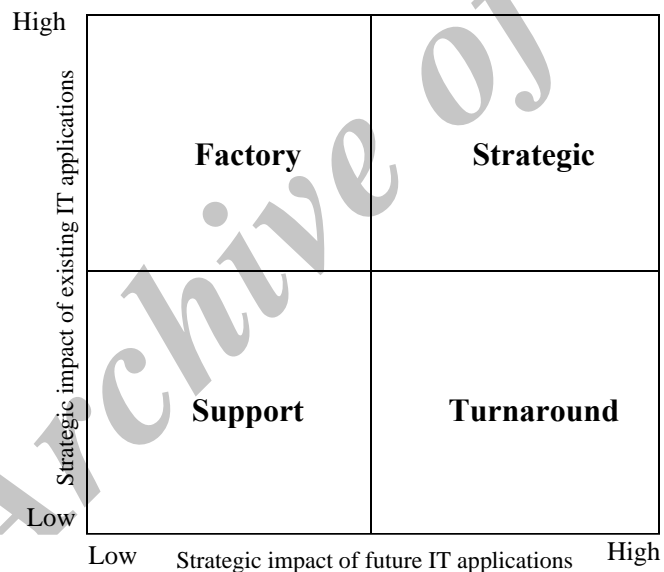 High
Strategic impact of existing IT applications
Factory
Strategic
Support
Turnaround
Low
Low
Strategic impact of future IT applications
High
Archive of